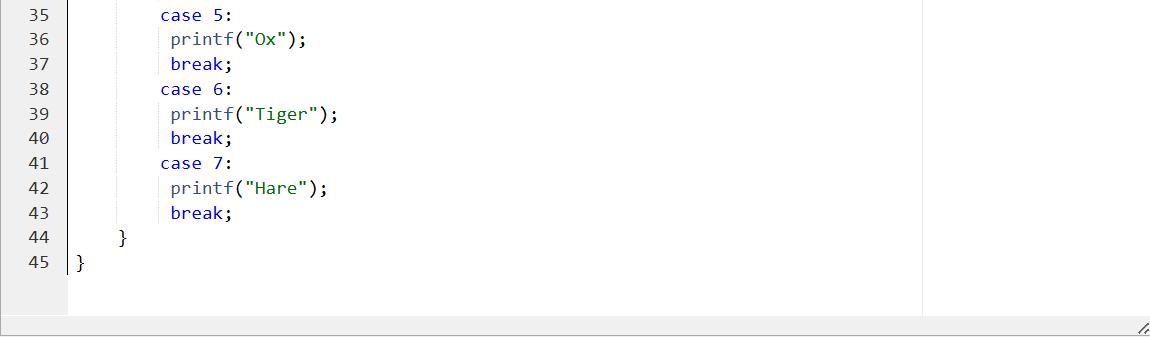 35 case 5:
36 printf("Ox");
37 break;
38 case 6:
39 printf("Tiger");
40 break;
41 case 7:
42 printf("Hare");
43 break;
44 }
45 }